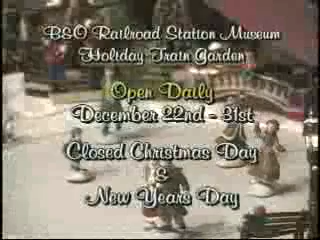 B&O Railroad Station Museum
Holiday Train Garden
Open Daily
December 22nd - 31st
Closed Christmas Day
&
New Years Day